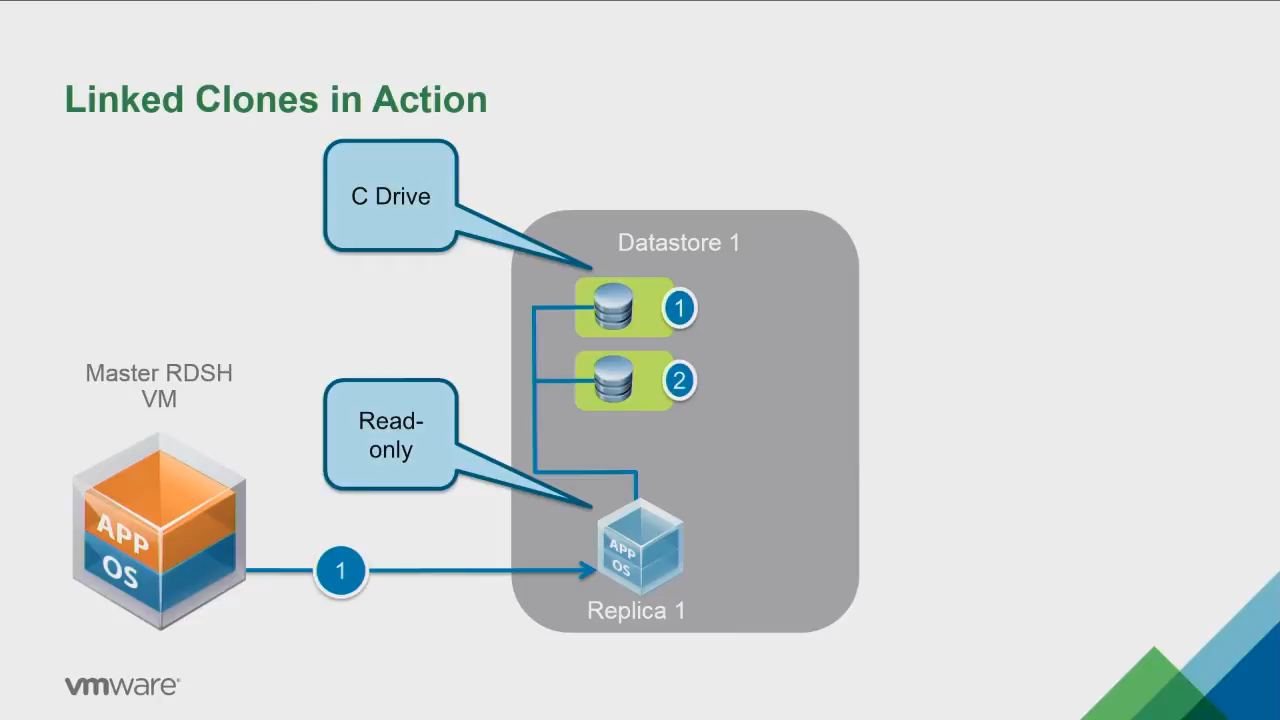 Linked Clones in Action
C Drive
Datastore 1
1
2
Master RDSH
VM
Read-
only
APP
OS
1
APP
OS
Replica 1
vmware®